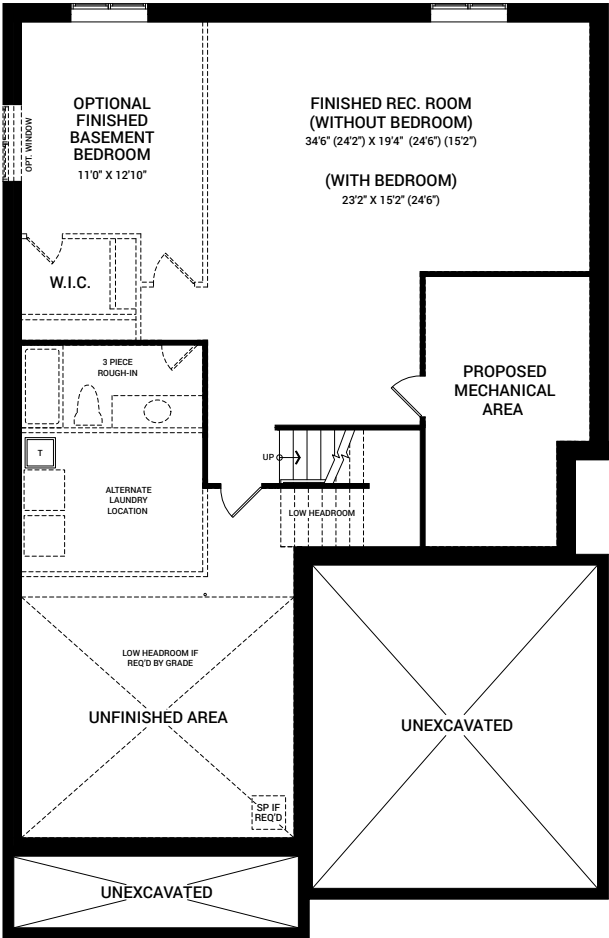 OPTIONAL
FINISHED
BASEMENT
BEDROOM
11'0" X 12'10"
OPT. WINDOW
FINISHED REC. ROOM
(WITHOUT BEDROOM)
34'6" (24'2") X 19'4" (24'6") (15'2")
(WITH BEDROOM)
23'2" X 15'2" (24'6")
W.I.C.
3 PIECE
ROUGH-IN
PROPOSED
MECHANICAL
AREA
T
UP
ALTERNATE
LAUNDRY
LOCATION
LOW HEADROOM
LOW HEADROOM IF
REQ'D BY GRADE
UNFINISHED AREA
UNEXCAVATED
SP IF
REQ'D
UNEXCAVATED